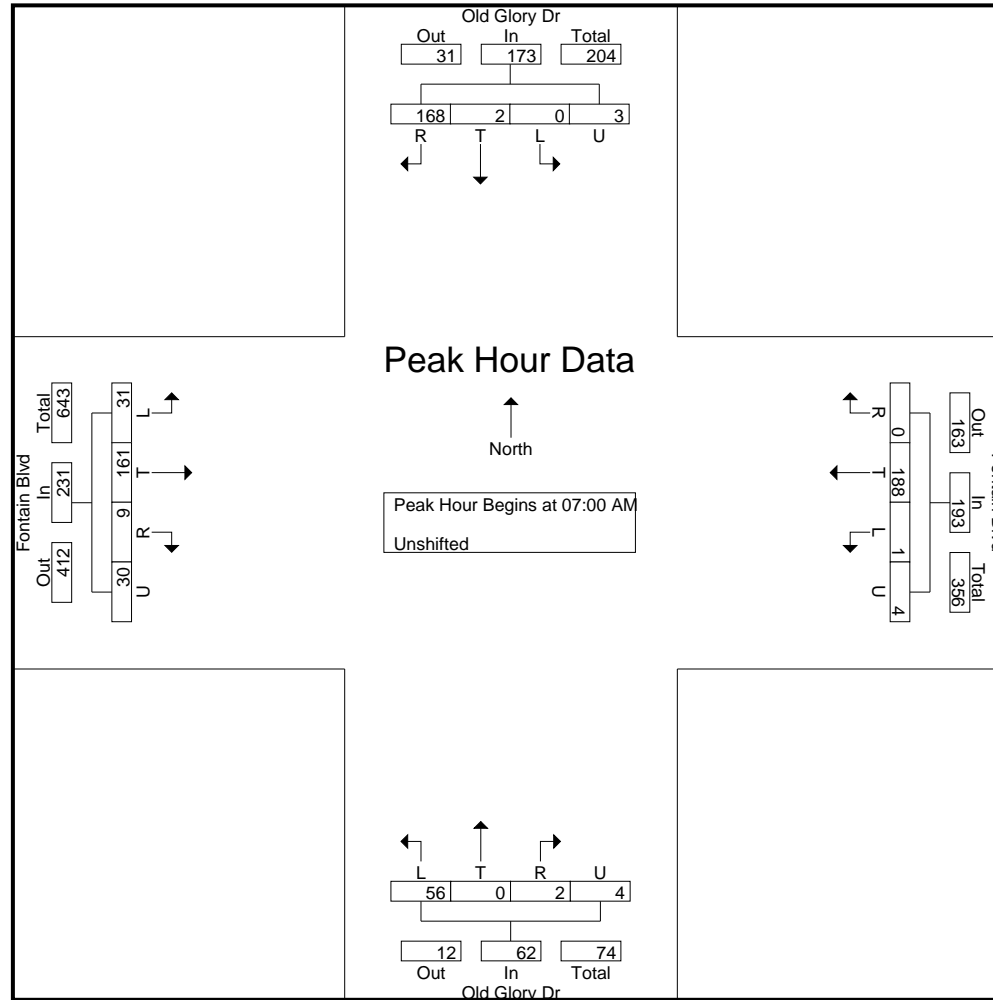 Old Glory Dr
Out In Total
31 173 204
168 2 0 3
R T L U
Peak Hour Data
North
Peak Hour Begins at 07:00 AM
Unshifted
Fontain Blvd
Total In Out
643 231 412
31 161 9 30
L T R U
Out In Total
163 193 356
0 188 1 4
R T L U
L T R U
56 0 2 4
12 62 74
Out In Total
Old Glory Dr